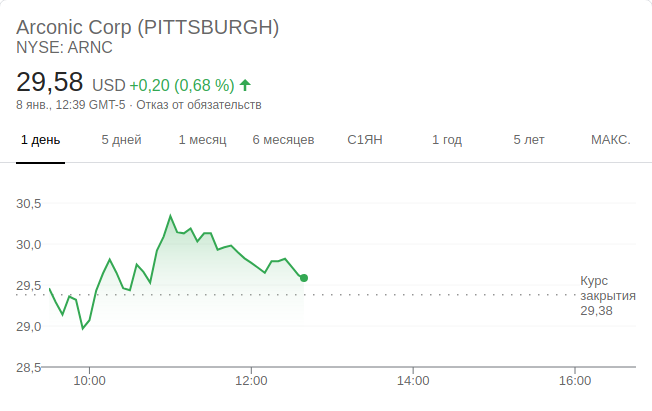 Arconic Corp (PITTSBURGH)
NYSE: ARNC
29,58 USD +0,20 (0,68 %)
8 янв., 12:39 GMT-5 · Отказ от обязательств
1 день 5 дней 1 месяц 6 месяцев С1ЯН 1 год 5 лет МАКС.
30,5
30,0
29,5
29,0
28,5
Курс
закрытия
29,38
10:00 12:00 14:00 16:00